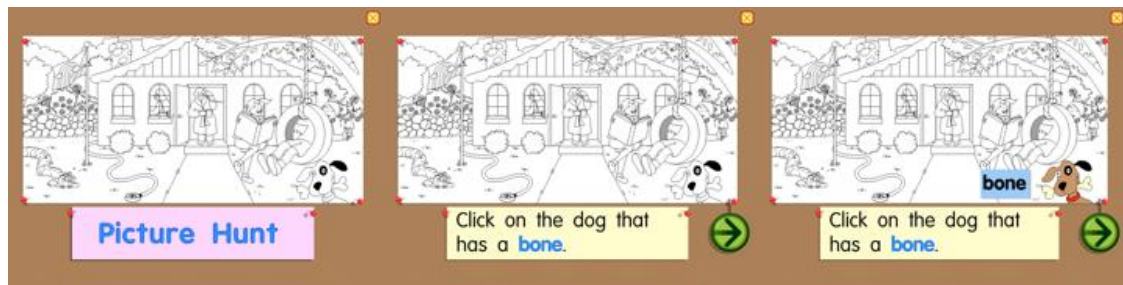 Picture Hunt
Click on the dog that
has a bone.
bone
Click on the dog that
has a bone.